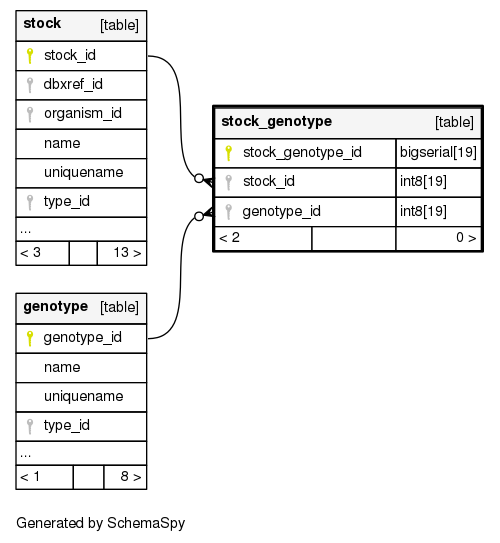 stock [table]
stock_id
dbxref_id
organism_id
name
uniquename
type_id
...
< 3 13 >
stock_genotype [table]
stock_genotype_id bigserial[19]
stock_id int8[19]
genotype_id int8[19]
< 2 0 >
genotype [table]
genotype_id
name
uniquename
type_id
...
< 1 8 >
Generated by SchemaSpy